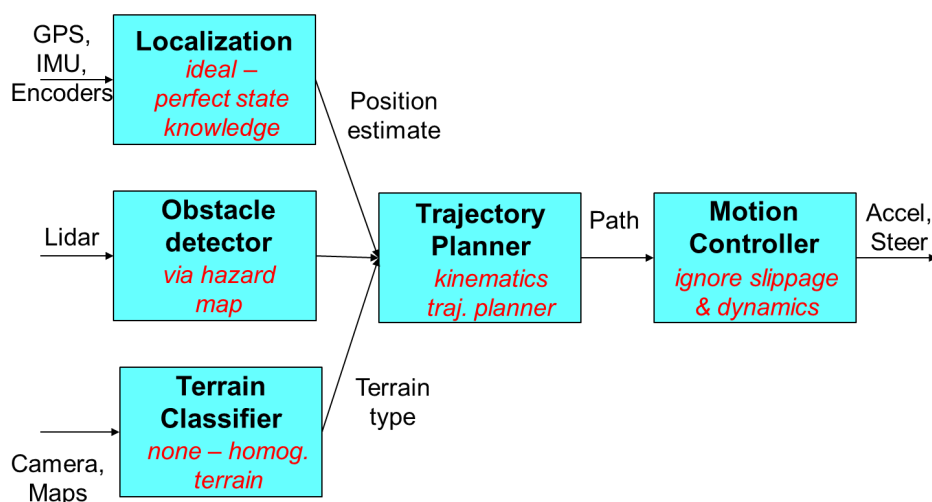 GPS,
IMU,
Encoders
Localization
ideal –
perfect state
knowledge
Position
estimate
Lidar
Obstacle
detector
via hazard
map
Trajectory
Planner
kinematics
traj. planner
Path
Motion
Controller
ignore slippage
& dynamics
Accel,
Steer
Camera,
Maps
Terrain
Classifier
none – homog.
terrain
Terrain
type